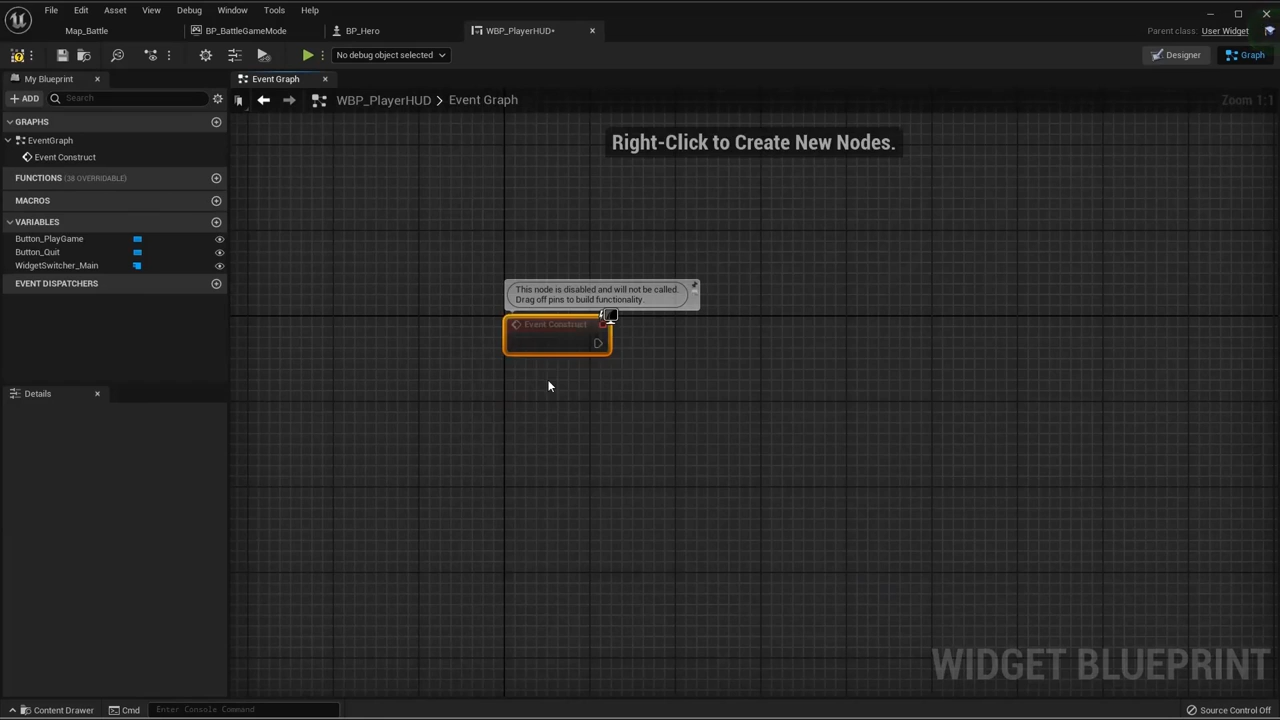 File
Edit
Asset
View
Debug
Window
Tools
Help
Map_Battle
BP_BattleGameMode
BP_Hero
WBP_PlayerHUD•
Parent class: User Widget
No debug object selected
Designer
Graph
My Blueprint
Event Graph
ADD
Search
WBP_PlayerHUD > Event Graph
Zoom 1:1
GRAPHS
Right-Click to Create New Nodes.
EventGraph
Event Construct
FUNCTIONS (38 OVERRIDABLE)
MACROS
VARIABLES
Button_PlayGame
Button_Quit
WidgetSwitcher_Main
EVENT DISPATCHERS
This node is disabled and will not be called.
Drag off pins to build functionality.
Event Construct
Details
WIDGET BLUEPRINT
Content Drawer
Cmd
Enter Console Command
Source Control Off